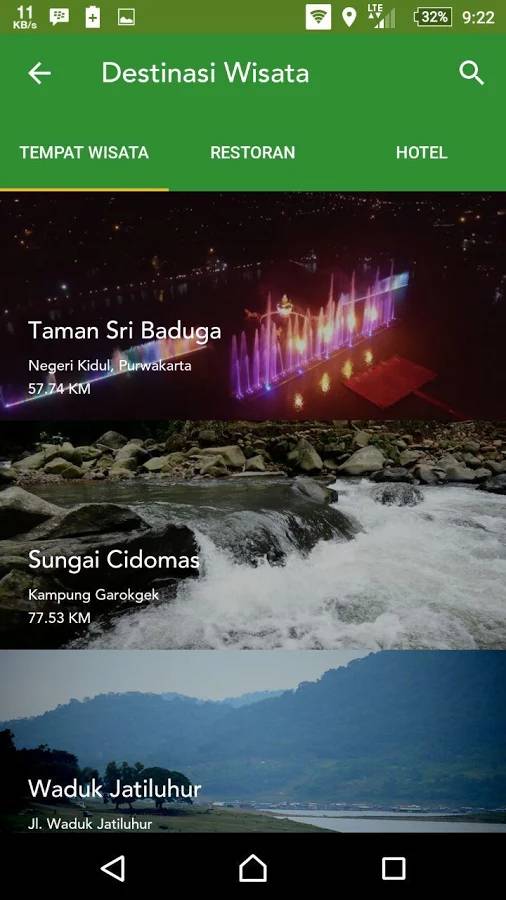 11
KB/s
LTE
32%
9:22
Destinasi Wisata
TEMPAT WISATA
RESTORAN
HOTEL
Taman Sri Baduga
Negeri Kidul, Purwakarta
57.74 KM
Sungai Cidomas
Kampung Garokgek
77.53 KM
Waduk Jatiluhur
Jl. Waduk Jatiluhur